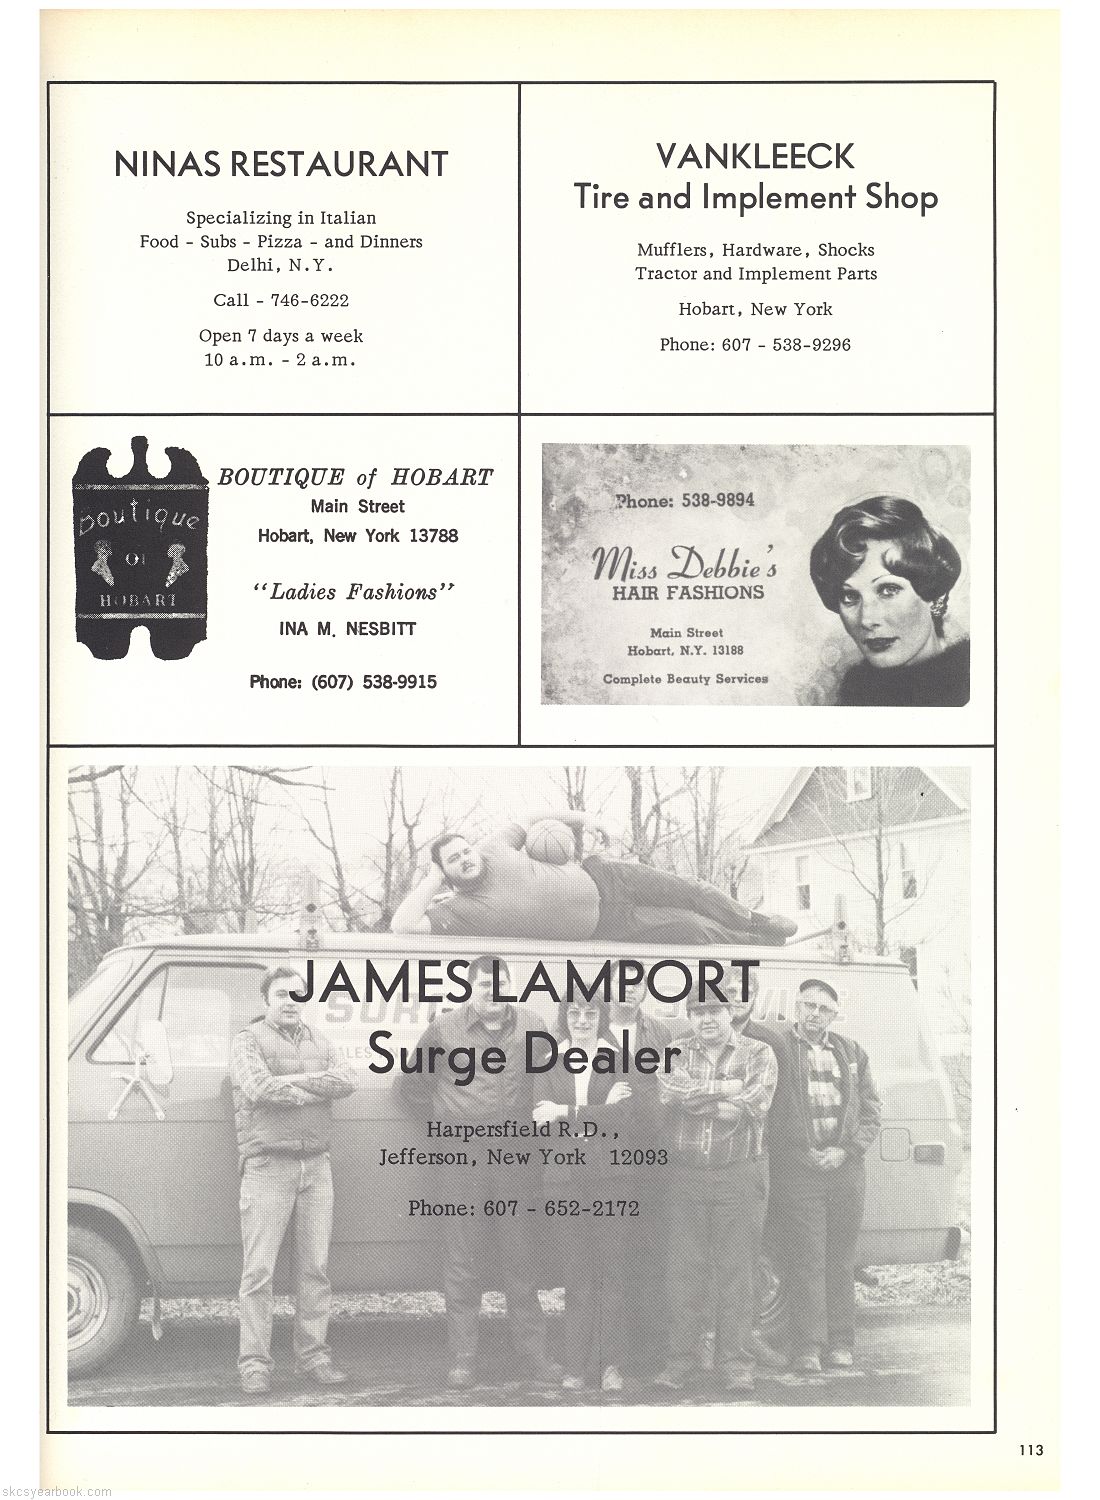 NINAS RESTAURANT
Specializing in Italian
Food - Subs - Pizza - and Dinners
Delhi, N.Y.
Call - 746-6222
Open 7 days a week
10 a.m. - 2 a.m.
VANKLEECK
Tire and Implement Shop
Mufflers, Hardware, Shocks
Tractor and Implement Parts
Hobart, New York
Phone: 607 - 538-9296
boutique
OF
HOBART
BOUTIQUE of HOBART
Main Street
Hobart, New York 13788
"Ladies Fashions"
INA M. NESBITT
Phone: (607) 538-9915
Phone: 538-9894
Miss Debbie's
HAIR FASHIONS
Main Street
Hobart, N.Y. 13188
Complete Beauty Services
JAMES LAMPORT
Surge Dealer
Harpersfield R.D.,
Jefferson, New York 12093
Phone: 607 - 652-2172
113
skcsyearbook.com